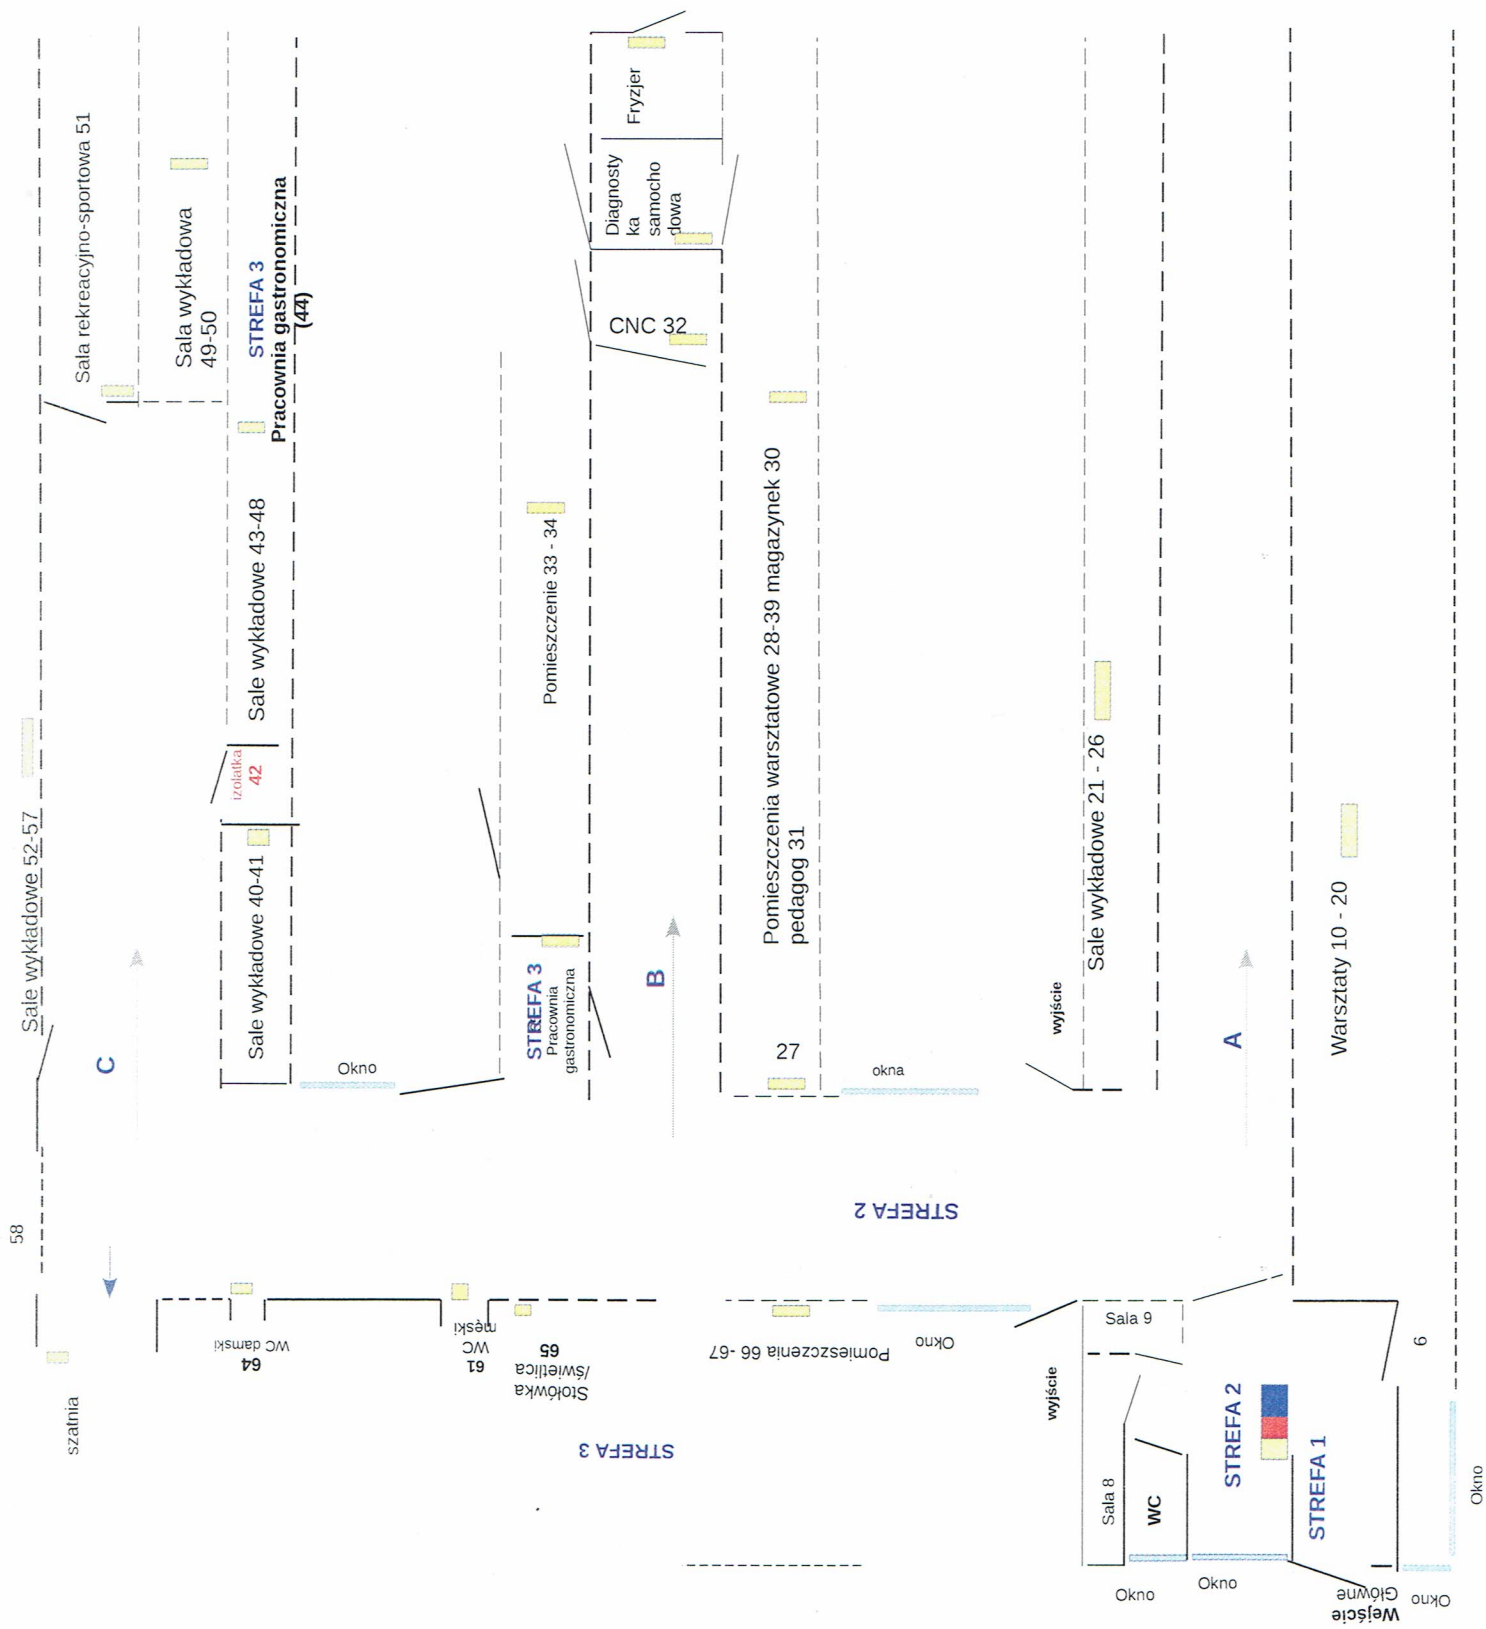 Sala rekreacyjno-sportowa 51
Sala wykładowa
49-50
STREFA 3
Pracownia gastronomiczna
(44)
Fryzjer
Diagnosty
ka
samocho
dowa
CNC 32
Sale wykładowe 52-57
Sale wykładowe 43-48
izolatka
42
Sale wykładowe 40-41
Pomieszczenie 33 - 34
Pomieszczenia warsztatowe 28-39 magazynek 30
pedagog 31
Sale wykładowe 21 - 26
Warsztaty 10 - 20
C
Okno
STREFA 3
Pracownia
gastronomiczna
B
27
okna
wyjście
A
58
STREFA 2
WC damski
64
męski
WC
61
65
Stołówka
/świetlica
Pomieszczenia 66 -67
Okno
Sala 9
6
szatnia
STREFA 3
wyjście
STREFA 2
STREFA 1
Sala 8
WC
Okno
Okno
Okno
Wejście
Główne
Okno